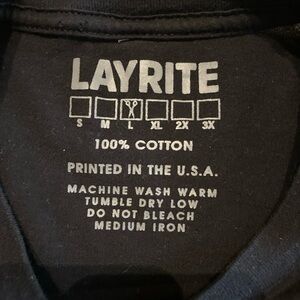 LAYRITE
S M L XL 2X 3X
100% COTTON
PRINTED IN THE U.S.A.
MACHINE WASH WARM
TUMBLE DRY LOW
DO NOT BLEACH
MEDIUM IRON